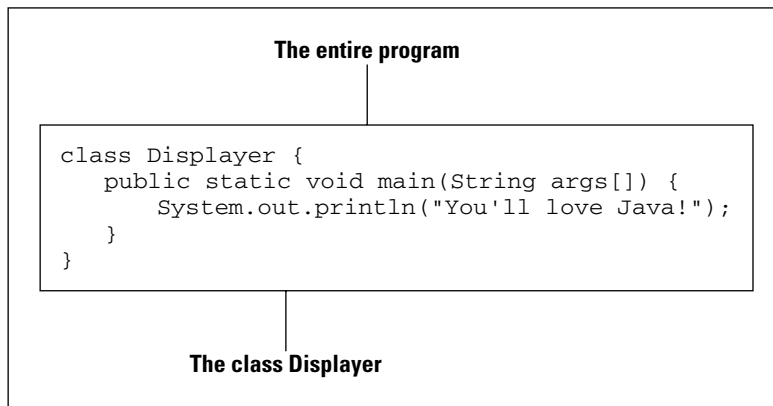 The entire program
class Displayer {
public static void main(String args[]) {
System.out.println("You'll love Java!");
}
}
The class Displayer